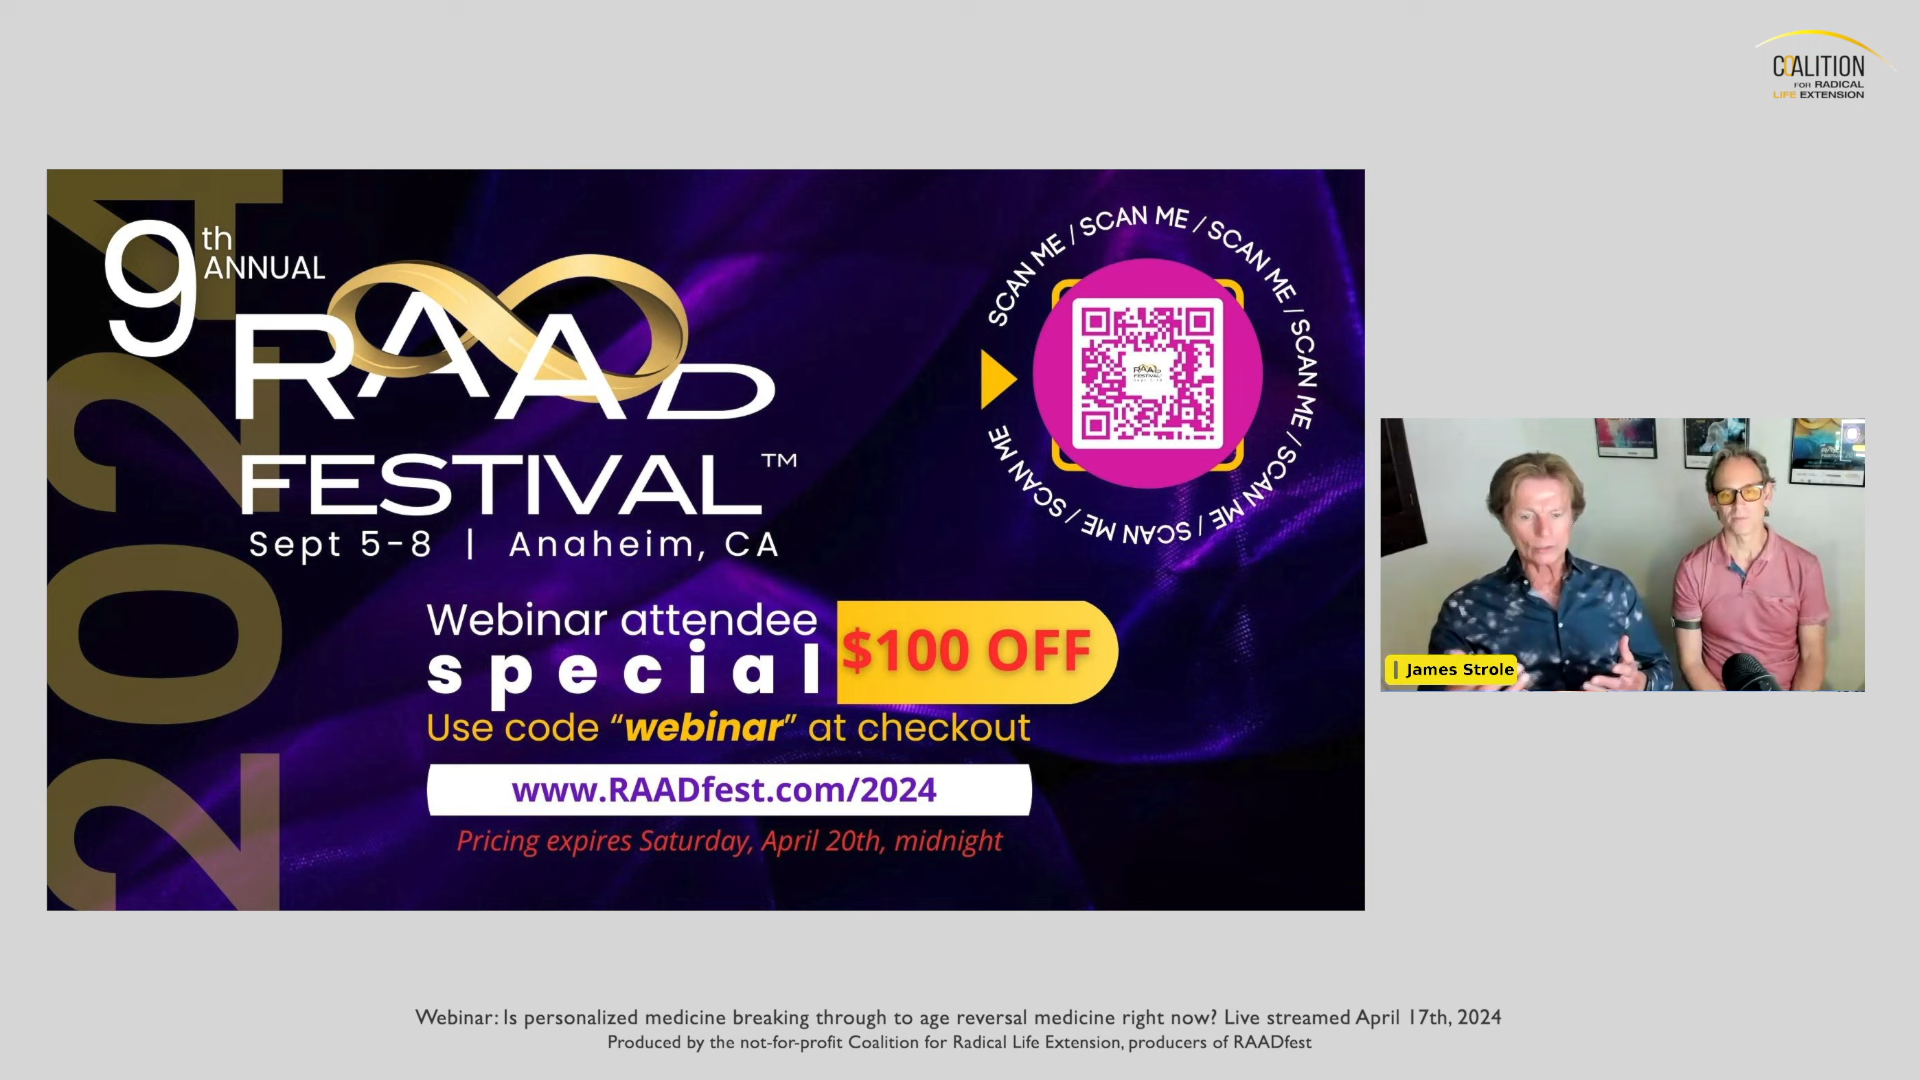 COALITION
FOR RADICAL
LIFE EXTENSION
2024
9th
ANNUAL
RAAD
FESTIVAL™
Sept 5-8 | Anaheim, CA
SCAN ME / SCAN ME / SCAN ME / SCAN ME / SCAN ME / SCAN ME / SCAN ME
RAAD
FESTIVAL
Webinar attendee
special
$100 OFF
Use code “webinar” at checkout
www.RAADfest.com/2024
Pricing expires Saturday, April 20th, midnight
James Strole
Webinar: Is personalized medicine breaking through to age reversal medicine right now? Live streamed April 17th, 2024
Produced by the not-for-profit Coalition for Radical Life Extension, producers of RAADfest